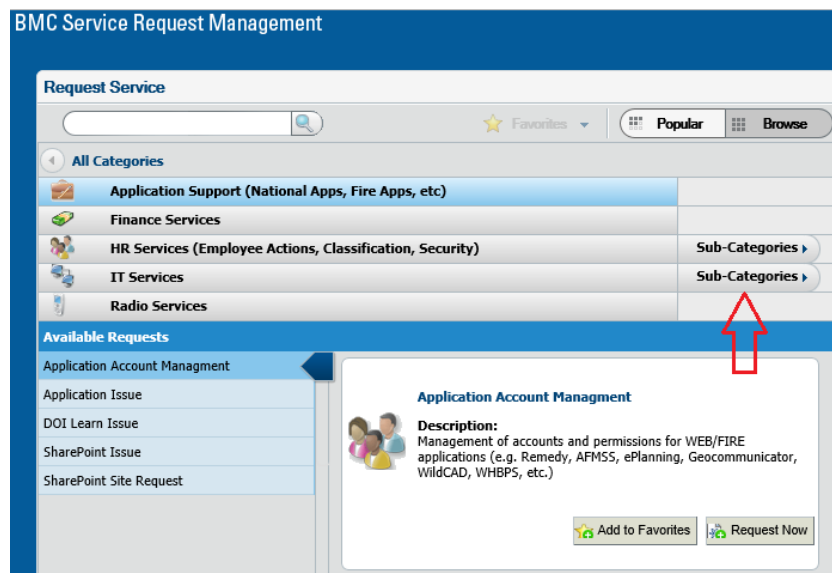 BMC Service Request Management
Request Service
Favorites
Popular
Browse
All Categories
Application Support (National Apps, Fire Apps, etc)
Finance Services
HR Services (Employee Actions, Classification, Security)
Sub-Categories
IT Services
Sub-Categories
Radio Services
Available Requests
Application Account Managment
Application Issue
DOI Learn Issue
SharePoint Issue
SharePoint Site Request
Application Account Managment
Description:
Management of accounts and permissions for WEB/FIRE
applications (e.g. Remedy, AFMSS, ePlanning, Geocommunicator,
WildCAD, WHBPS, etc.)
Add to Favorites
Request Now